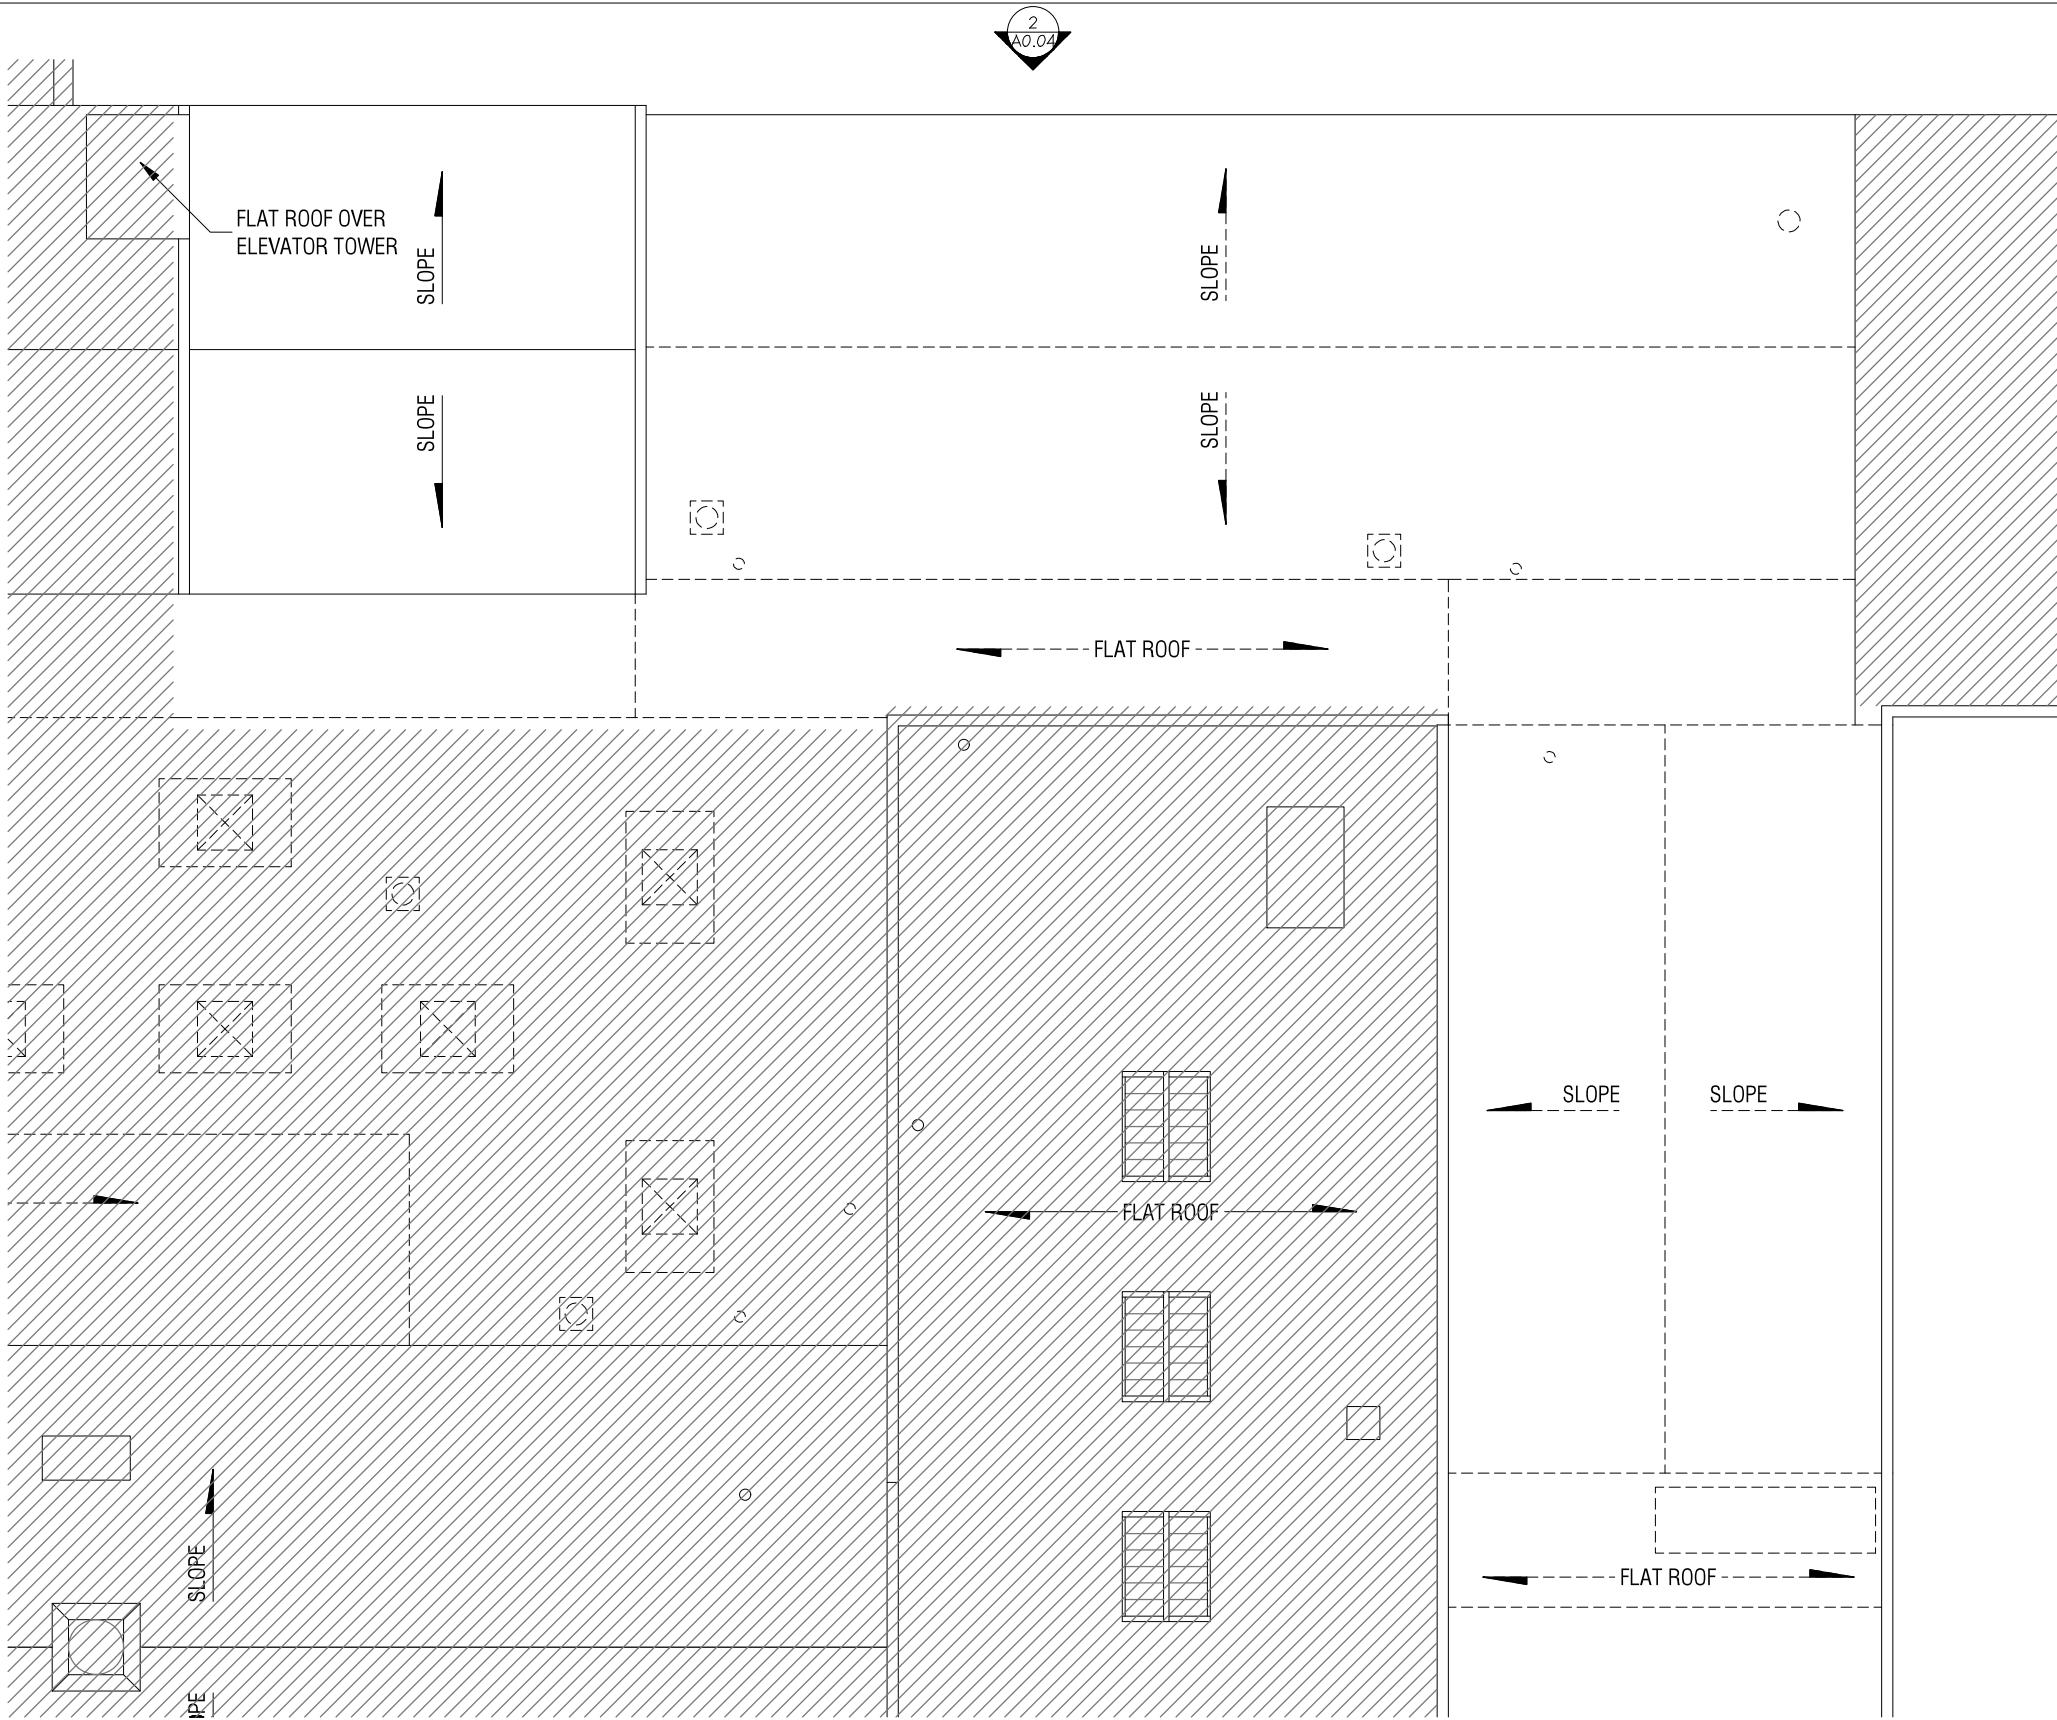 2
A0.04
FLAT ROOF OVER
ELEVATOR TOWER
SLOPE
SLOPE
SLOPE
SLOPE
FLAT ROOF
SLOPE
SLOPE
FLAT ROOF
SLOPE
FLAT ROOF